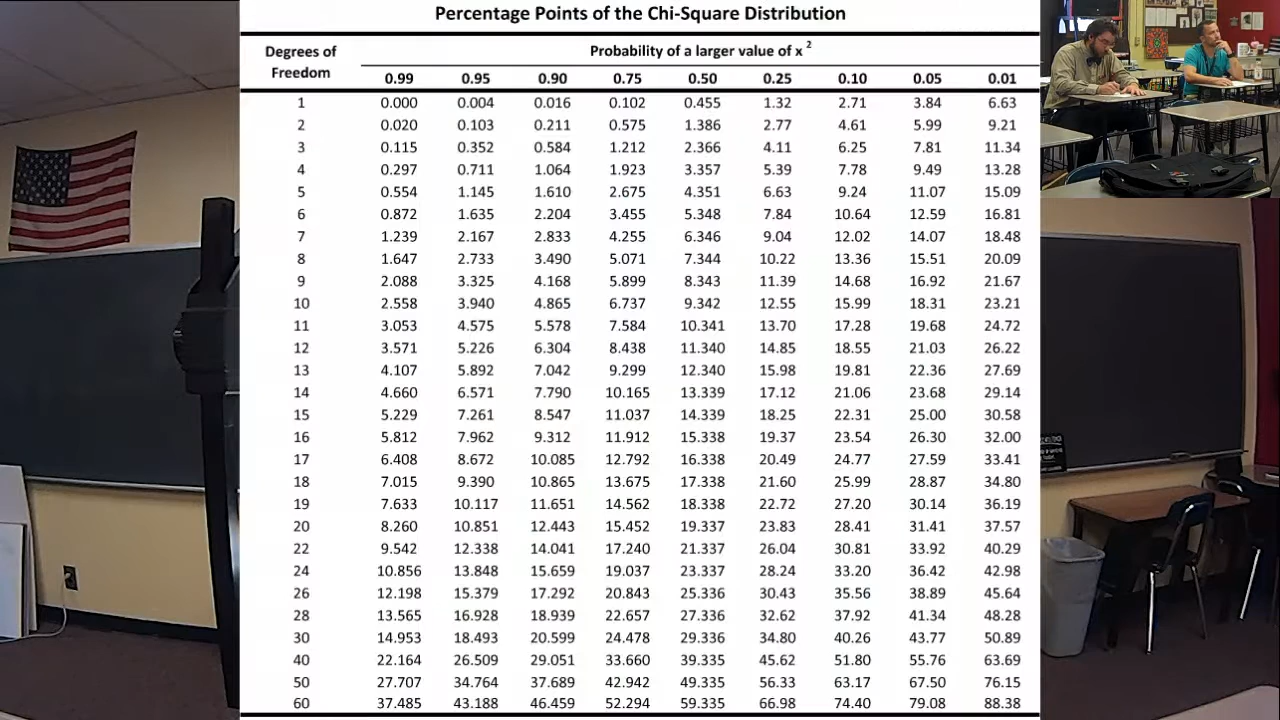 Percentage Points of the Chi-Square Distribution
Degrees of Freedom Probability of a larger value of x 2
0.99 0.95 0.90 0.75 0.50 0.25 0.10 0.05 0.01
1 0.000 0.004 0.016 0.102 0.455 1.32 2.71 3.84 6.63
2 0.020 0.103 0.211 0.575 1.386 2.77 4.61 5.99 9.21
3 0.115 0.352 0.584 1.212 2.366 4.11 6.25 7.81 11.34
4 0.297 0.711 1.064 1.923 3.357 5.39 7.78 9.49 13.28
5 0.554 1.145 1.610 2.675 4.351 6.63 9.24 11.07 15.09
6 0.872 1.635 2.204 3.455 5.348 7.84 10.64 12.59 16.81
7 1.239 2.167 2.833 4.255 6.346 9.04 12.02 14.07 18.48
8 1.647 2.733 3.490 5.071 7.344 10.22 13.36 15.51 20.09
9 2.088 3.325 4.168 5.899 8.343 11.39 14.68 16.92 21.67
10 2.558 3.940 4.865 6.737 9.342 12.55 15.99 18.31 23.21
11 3.053 4.575 5.578 7.584 10.341 13.70 17.28 19.68 24.72
12 3.571 5.226 6.304 8.438 11.340 14.85 18.55 21.03 26.22
13 4.107 5.892 7.042 9.299 12.340 15.98 19.81 22.36 27.69
14 4.660 6.571 7.790 10.165 13.339 17.12 21.06 23.68 29.14
15 5.229 7.261 8.547 11.037 14.339 18.25 22.31 25.00 30.58
16 5.812 7.962 9.312 11.912 15.338 19.37 23.54 26.30 32.00
17 6.408 8.672 10.085 12.792 16.338 20.49 24.77 27.59 33.41
18 7.015 9.390 10.865 13.675 17.338 21.60 25.99 28.87 34.80
19 7.633 10.117 11.651 14.562 18.338 22.72 27.20 30.14 36.19
20 8.260 10.851 12.443 15.452 19.337 23.83 28.41 31.41 37.57
22 9.542 12.338 14.041 17.240 21.337 26.04 30.81 33.92 40.29
24 10.856 13.848 15.659 19.037 23.337 28.24 33.20 36.42 42.98
26 12.198 15.379 17.292 20.843 25.336 30.43 35.56 38.89 45.64
28 13.565 16.928 18.939 22.657 27.336 32.62 37.92 41.34 48.28
30 14.953 18.493 20.599 24.478 29.336 34.80 40.26 43.77 50.89
40 22.164 26.509 29.051 33.660 39.335 45.62 51.80 55.76 63.69
50 27.707 34.764 37.689 42.942 49.335 56.33 63.17 67.50 76.15
60 37.485 43.188 46.459 52.294 59.335 66.98 74.40 79.08 88.38